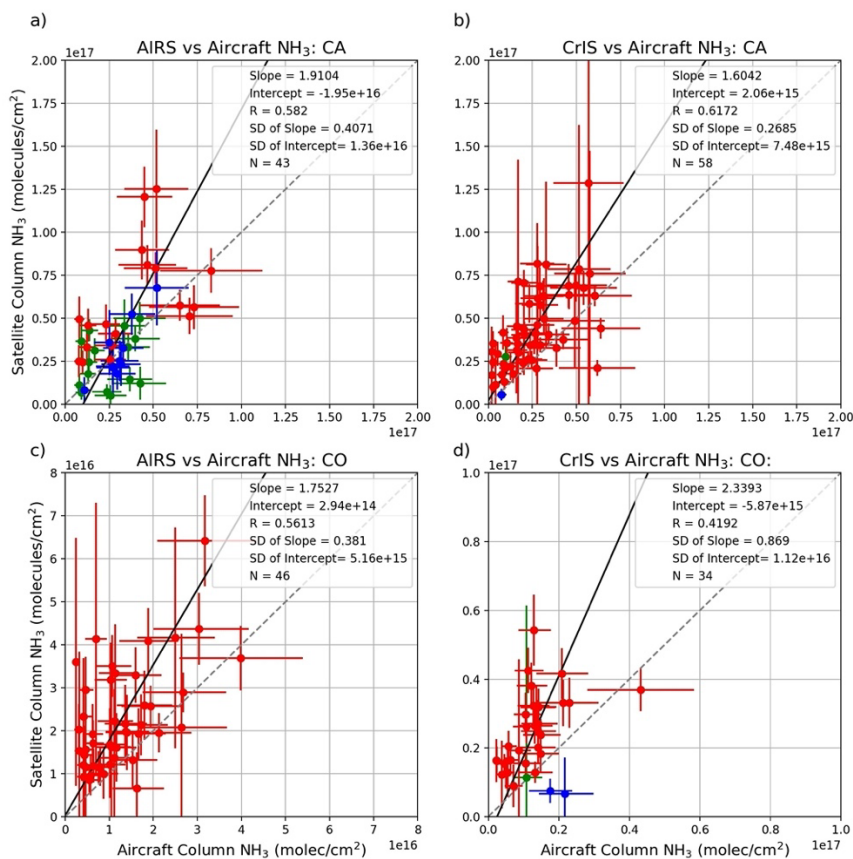 a)
AIRS vs Aircraft NH₃: CA
1e17
2.00
1.75
1.50
1.25
1.00
0.75
0.50
0.25
0.00
Satellite Column NH₃ (molecules/cm²)
Slope = 1.9104
Intercept = -1.95e+16
R = 0.582
SD of Slope = 0.4071
SD of Intercept= 1.36e+16
N = 43
0.00 0.25 0.50 0.75 1.00 1.25 1.50 1.75 2.00
1e17
b)
CrIS vs Aircraft NH₃: CA
1e17
2.00
1.75
1.50
1.25
1.00
0.75
0.50
0.25
0.00
Slope = 1.6042
Intercept = 2.06e+15
R = 0.6172
SD of Slope = 0.2685
SD of Intercept= 7.48e+15
N = 58
0.00 0.25 0.50 0.75 1.00 1.25 1.50 1.75 2.00
1e17
c)
AIRS vs Aircraft NH₃: CO
1e16
8
7
6
5
4
3
2
1
0
Satellite Column NH₃ (molecules/cm²)
Slope = 1.7527
Intercept = 2.94e+14
R = 0.5613
SD of Slope = 0.381
SD of Intercept= 5.16e+15
N = 46
0 1 2 3 4 5 6 7 8
1e16
Aircraft Column NH₃ (molec/cm²)
d)
CrIS vs Aircraft NH₃: CO:
1e17
1.0
0.8
0.6
0.4
0.2
0.0
Slope = 2.3393
Intercept = -5.87e+15
R = 0.4192
SD of Slope = 0.869
SD of Intercept= 1.12e+16
N = 34
0.0 0.2 0.4 0.6 0.8 1.0
1e17
Aircraft Column NH₃ (molec/cm²)